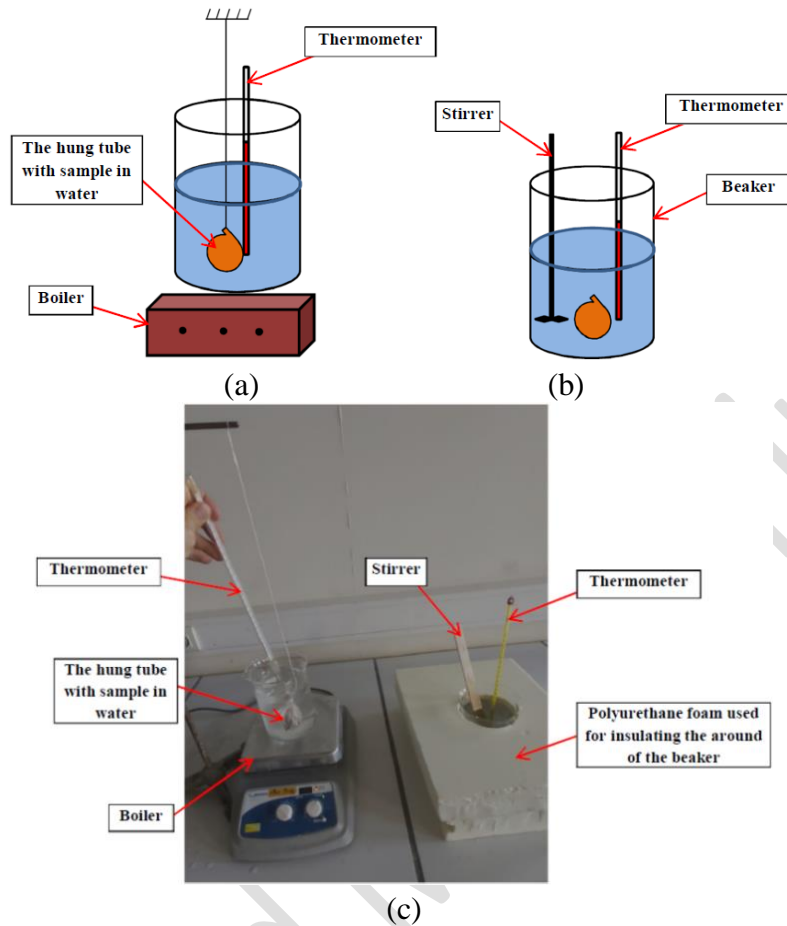 Thermometer
The hung tube
with sample in
water
Boiler
(a)
Stirrer
Thermometer
Beaker
(b)
Thermometer
The hung tube
with sample in
water
Boiler
Stirrer
Thermometer
Polyurethane foam used
for insulating the around
of the beaker
(c)